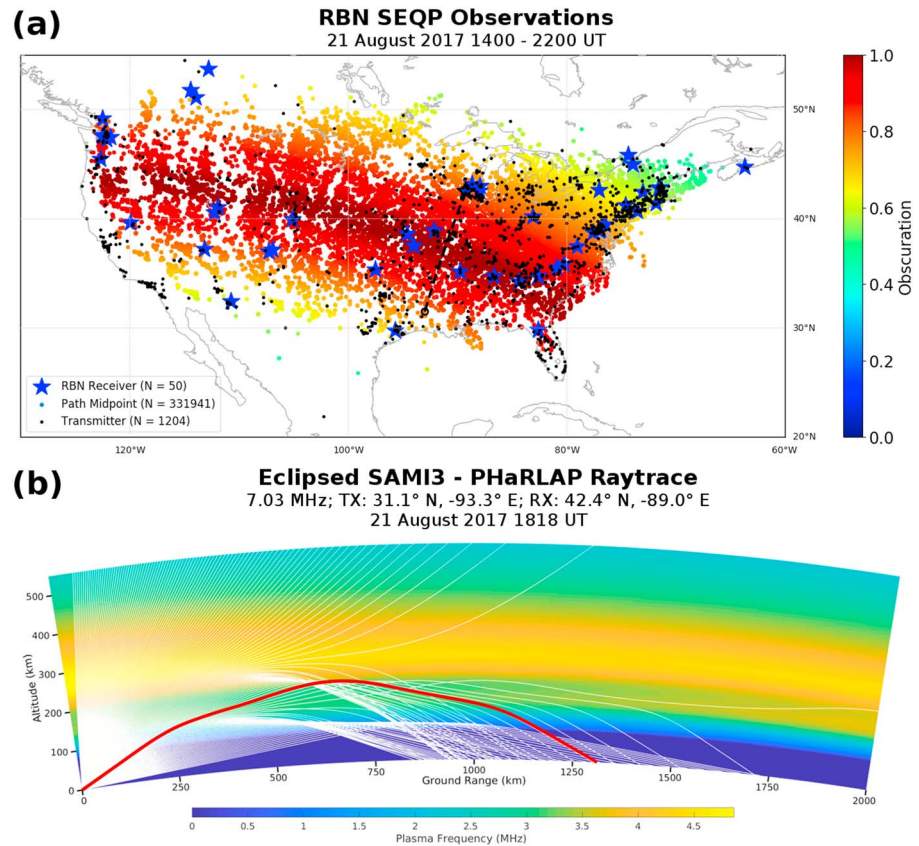 (a)
RBN SEQP Observations
21 August 2017 1400 - 2200 UT
50°N
40°N
30°N
20°N
120°W
100°W
80°W
60°W
RBN Receiver (N = 50)
Path Midpoint (N = 331941)
Transmitter (N = 1204)
1.0
0.8
0.6
0.4
0.2
0.0
Obscuration
(b)
Eclipsed SAMI3 - PHaRLAP Raytrace
7.03 MHz; TX: 31.1° N, -93.3° E; RX: 42.4° N, -89.0° E
21 August 2017 1818 UT
Altitude (km)
500
400
300
200
100
0
0
250
500
750
1000
1250
1500
1750
2000
Ground Range (km)
0
0.5
1
1.5
2
2.5
3
3.5
4
4.5
Plasma Frequency (MHz)